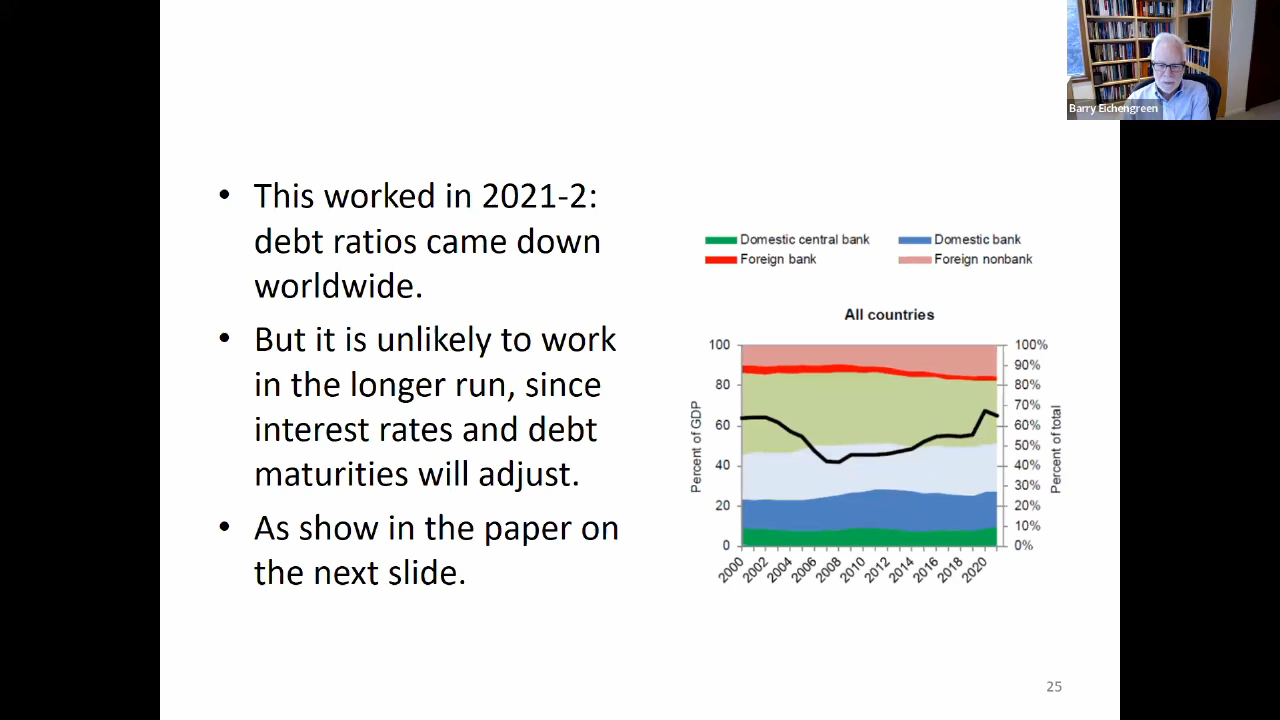 Barry Eichengreen
• This worked in 2021-2:
debt ratios came down
worldwide.
• But it is unlikely to work
in the longer run, since
interest rates and debt
maturities will adjust.
• As show in the paper on
the next slide.
Domestic central bank
Domestic bank
Foreign bank
Foreign nonbank
All countries
Percent of GDP
100
80
60
40
20
0
100%
90%
80%
70%
60%
50%
40%
30%
20%
10%
0%
Percent of total
2000
2002
2004
2006
2008
2010
2012
2014
2016
2018
2020
25